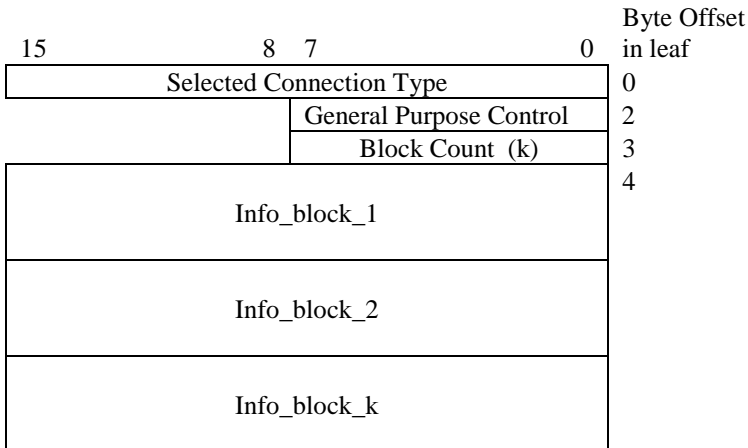 Byte Offset
15 8 7 0 in leaf
Selected Connection Type 0
General Purpose Control 2
Block Count (k) 3
4
Info_block_1
Info_block_2
Info_block_k